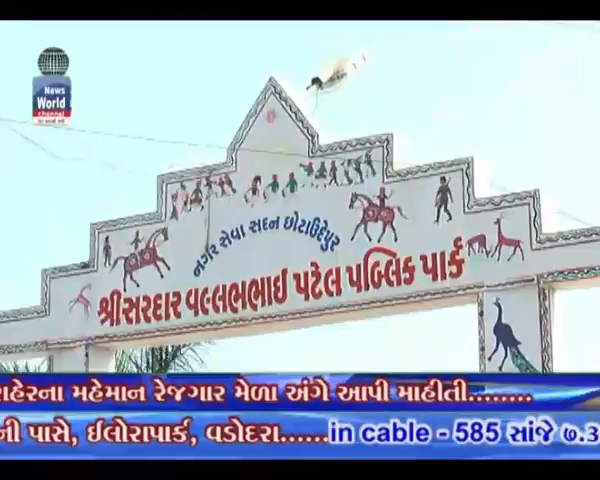 News
World
channel
નગર સેવા સદન છોટાઉદેપુર
શ્રી સરદાર વલ્લભભાઈ પટેલ પબ્લિક પાર્ક
મહેમાન રેજગાર મેળા અંગે આપી માહીતી........
પાસે, ઈલોરાપાર્ક, વડોદરા......in cable - 585 સાંજે ૭.૩